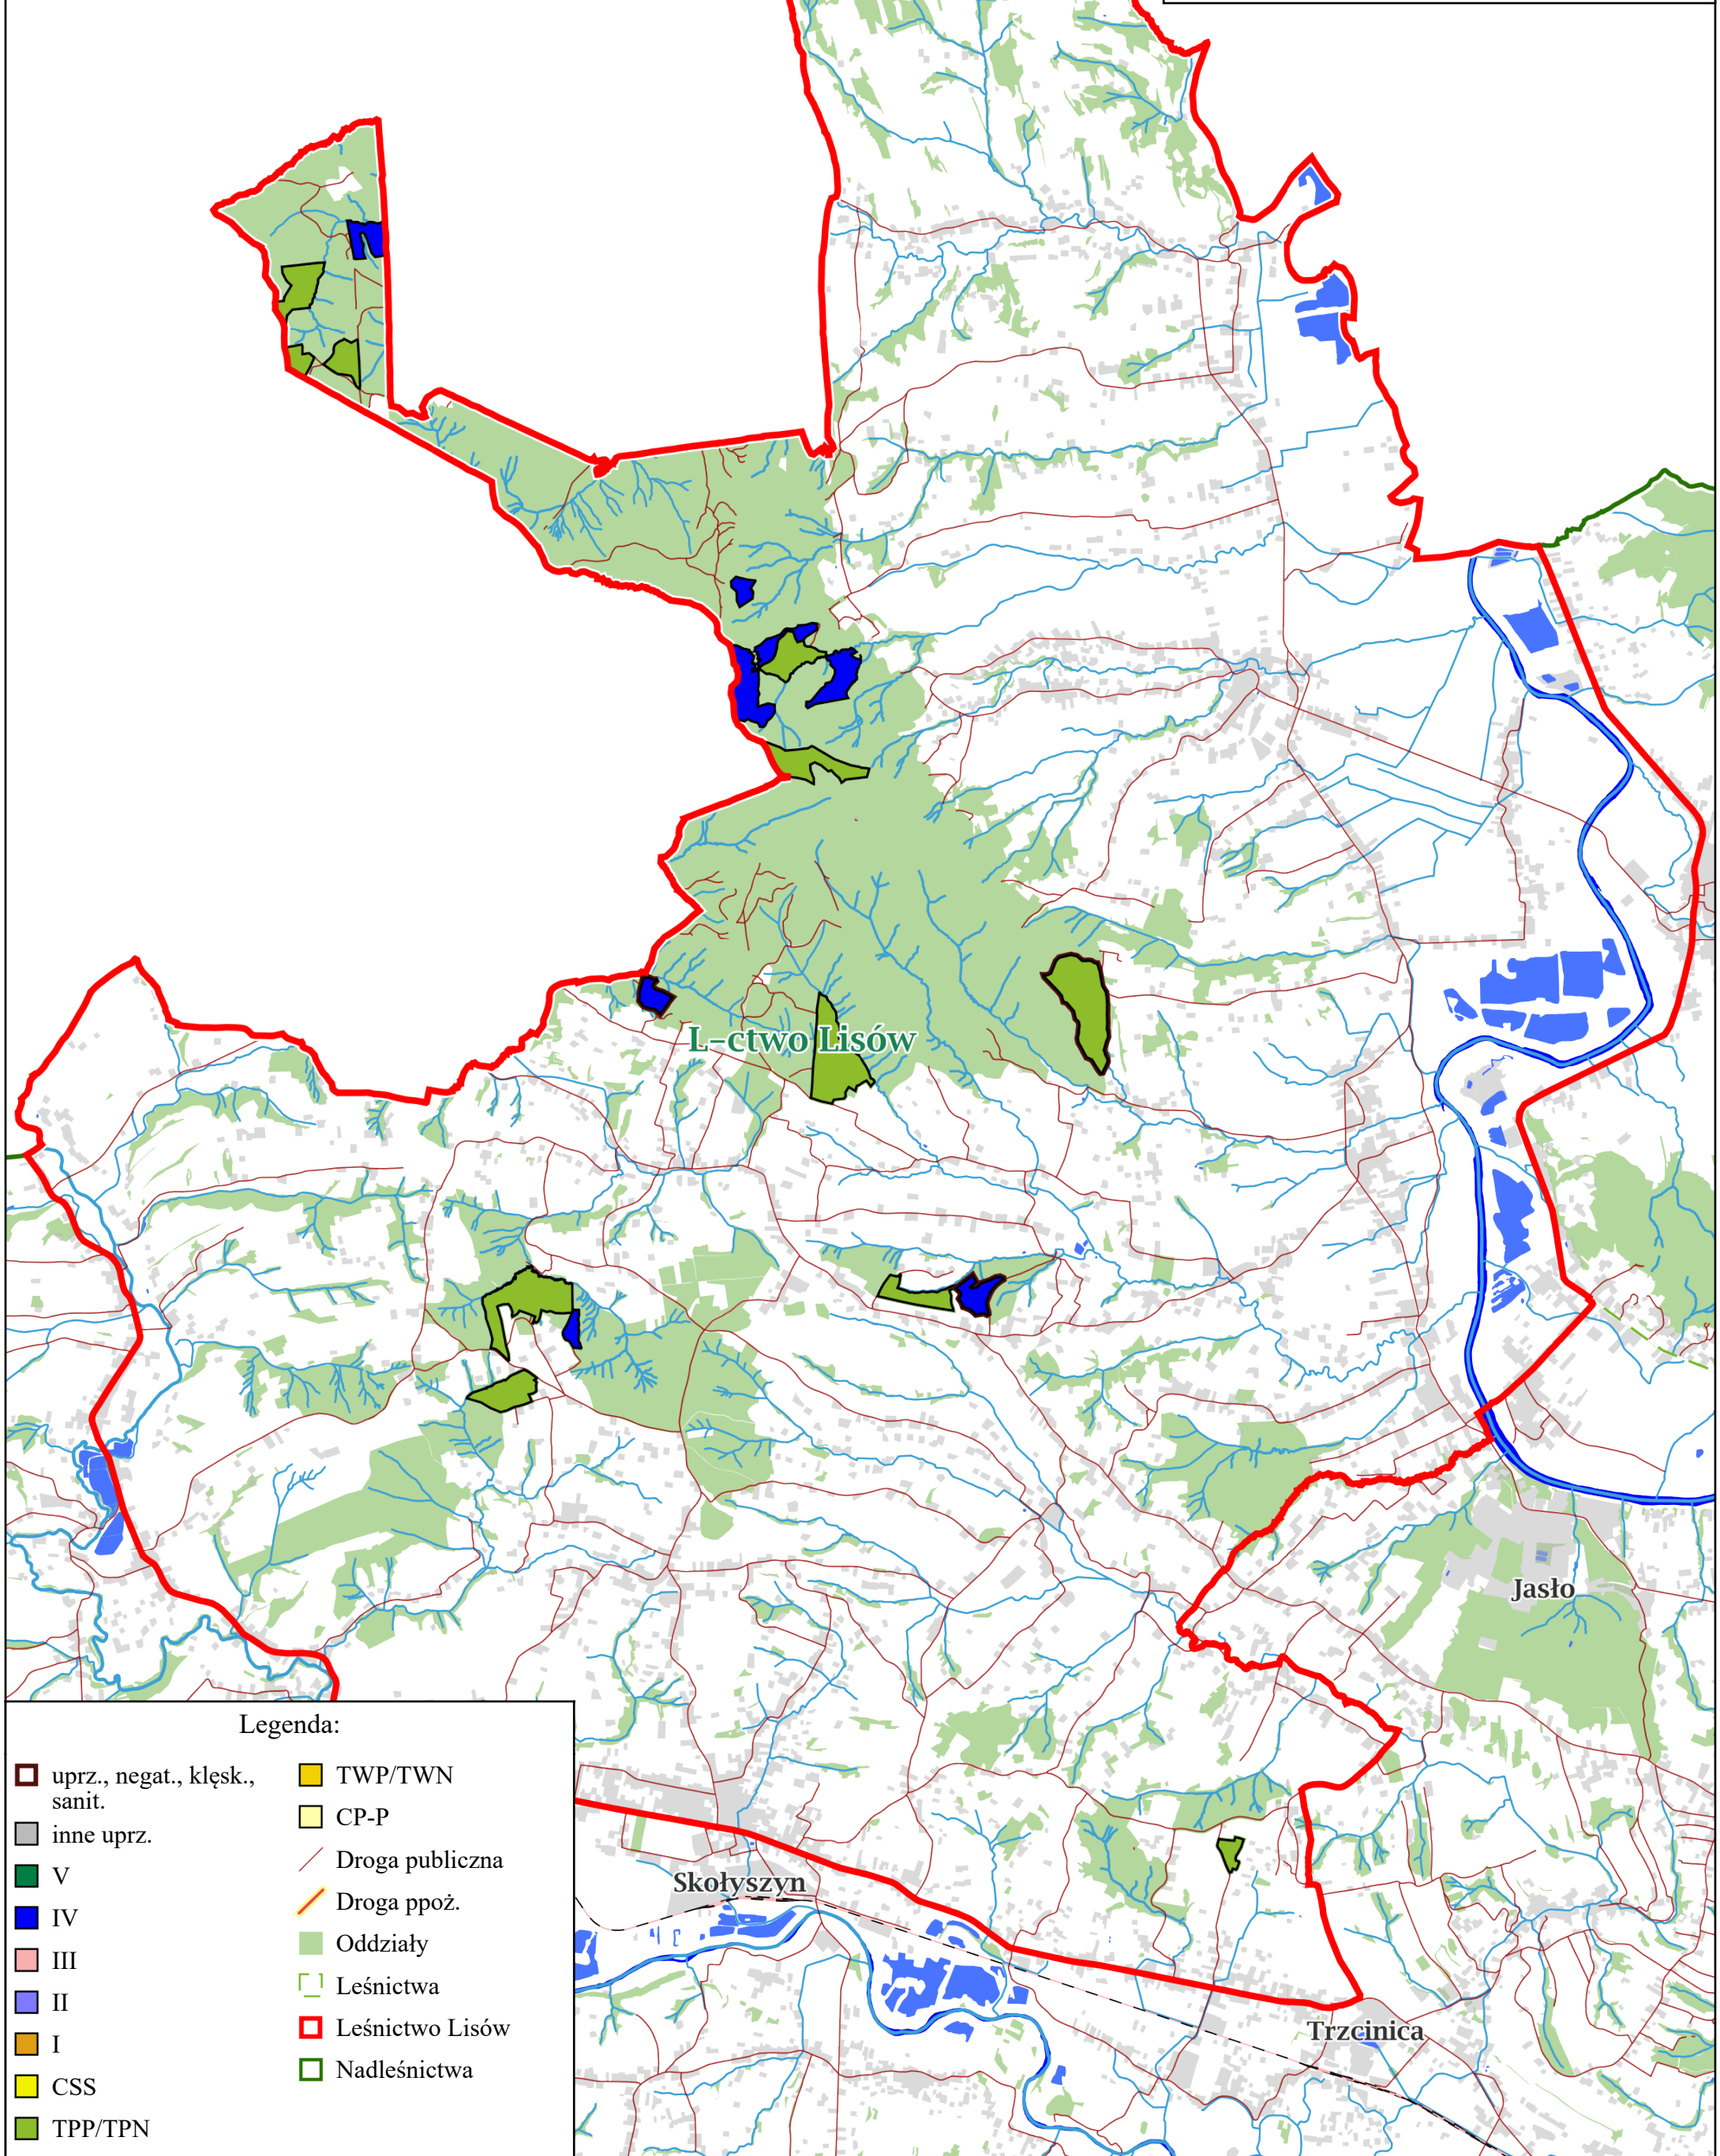 L-ctwo Lisów
Jasło
Skołyszyn
Trzcinica
Legenda:
uprz., negat., klęsk.,
sanit.
inne uprz.
V
IV
III
II
I
CSS
TPP/TPN
TWP/TWN
CP-P
Droga publiczna
Droga ppoż.
Oddziały
Leśnictwa
Leśnictwo Lisów
Nadleśnictwa